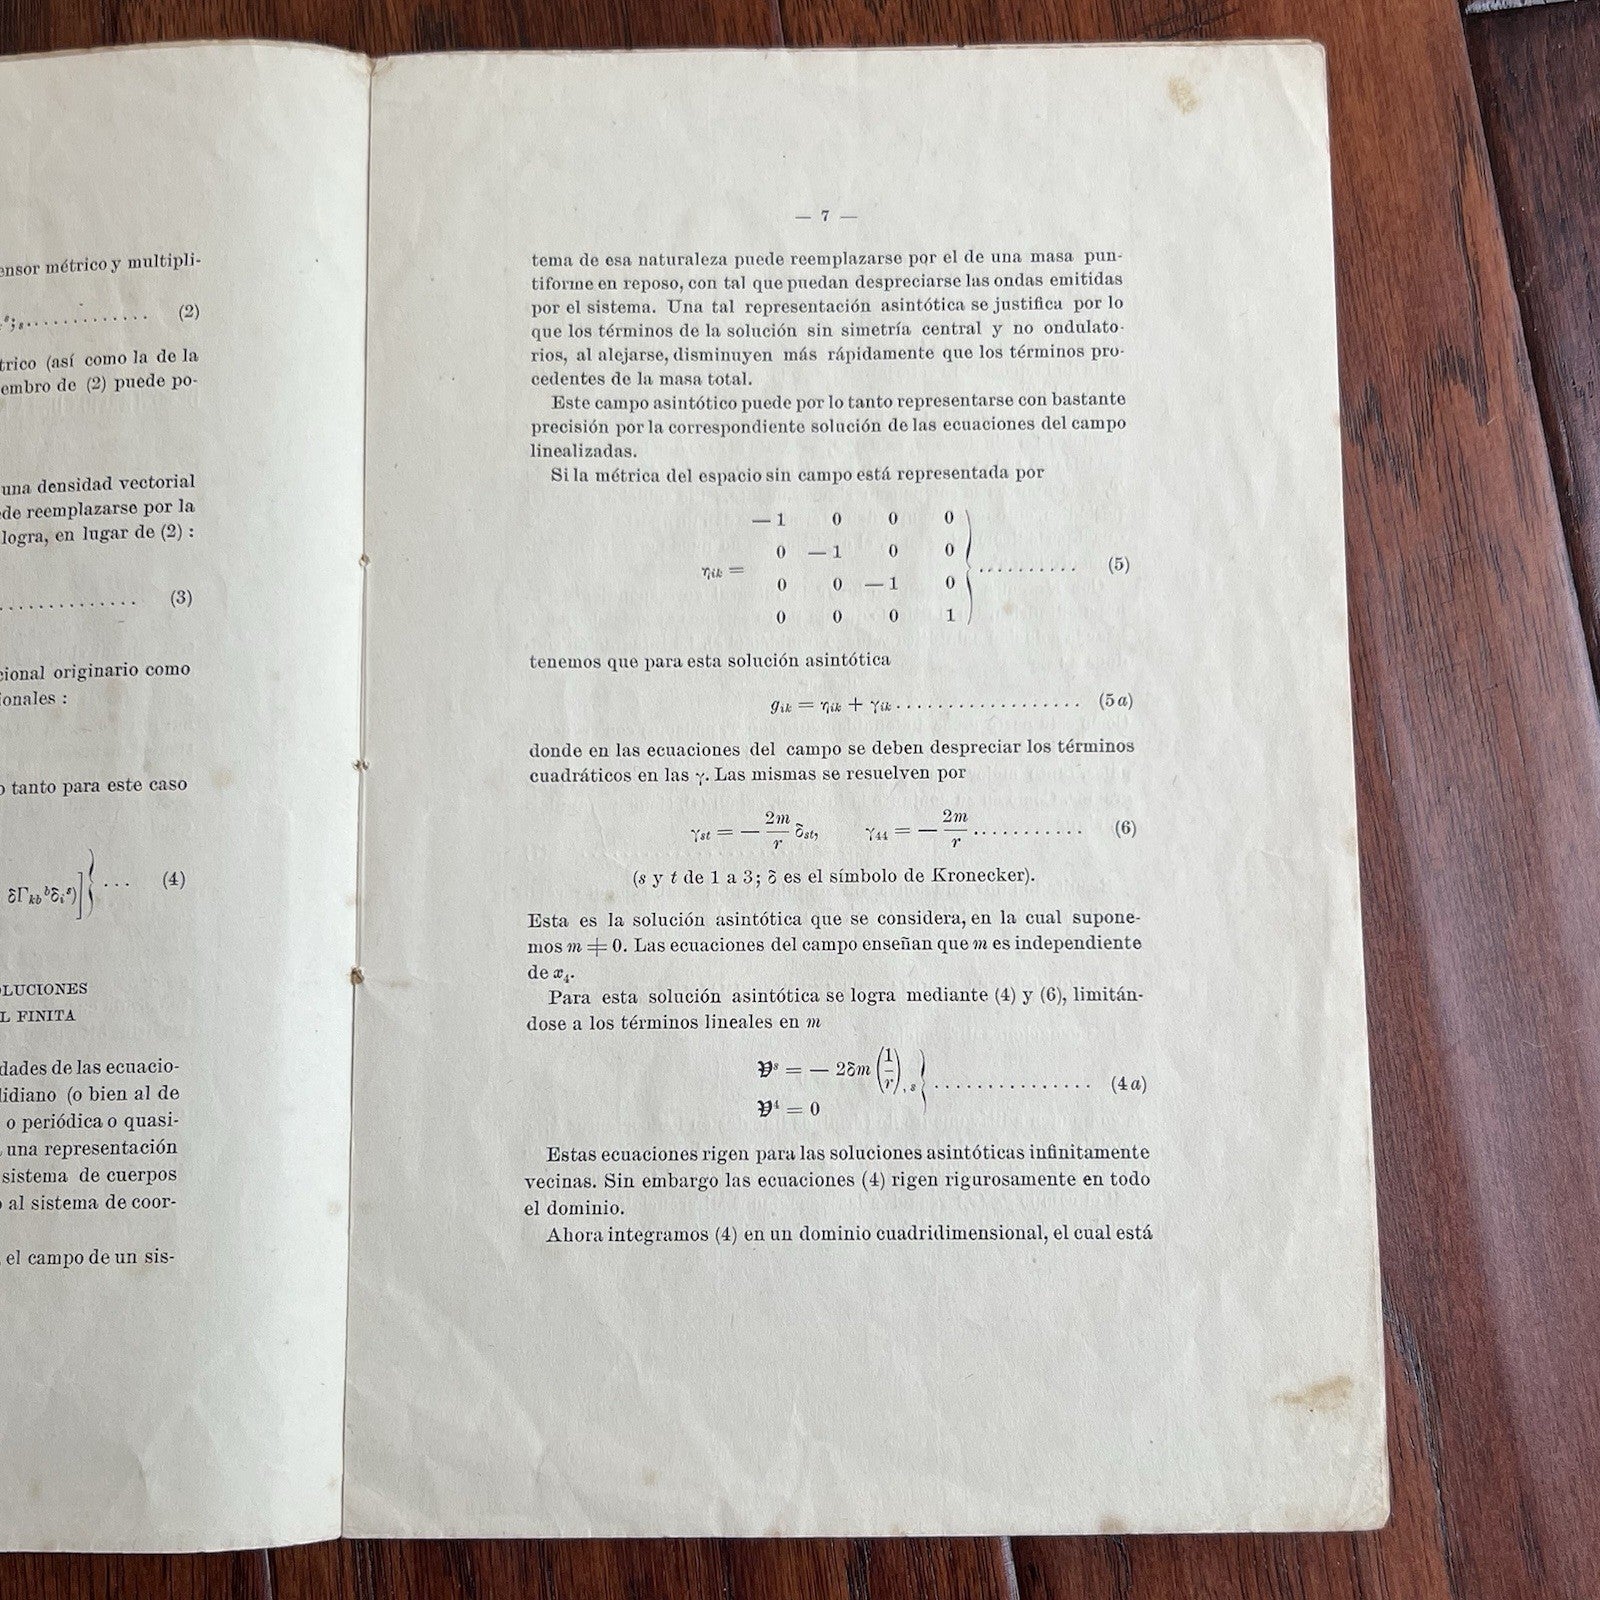 ensor métrico y multipli-
(2)
trico (así como la de la
embro de (2) puede po-
una densidad vectorial
de reemplazarse por la
logra, en lugar de (2) :
(3)
cional originario como
ionales :
o tanto para este caso
δΓₖᵦᵇδᵢˢ)]} ... (4)
OLUCIONES
L FINITA
dades de las ecuacio-
lidiano (o bien al de
o periódica o quasi-
una representación
sistema de cuerpos
o al sistema de coor-
el campo de un sis-
— 7 —
tema de esa naturaleza puede reemplazarse por el de una masa pun-
tiforme en reposo, con tal que puedan despreciarse las ondas emitidas
por el sistema. Una tal representación asintótica se justifica por lo
que los términos de la solución sin simetría central y no ondulato-
rios, al alejarse, disminuyen más rápidamente que los términos pro-
cedentes de la masa total.
Este campo asintótico puede por lo tanto representarse con bastante
precisión por la correspondiente solución de las ecuaciones del campo
linealizadas.
Si la métrica del espacio sin campo está representada por
— 1 0 0 0
0 — 1 0 0
ηik = .......... (5)
0 0 — 1 0
0 0 0 1
tenemos que para esta solución asintótica
gik = ηik + γik .................. (5 a)
donde en las ecuaciones del campo se deben despreciar los términos
cuadráticos en las γ. Las mismas se resuelven por
γst = — 2m/r δst, γ44 = — 2m/r ........... (6)
(s y t de 1 a 3; δ es el símbolo de Kronecker).
Esta es la solución asintótica que se considera, en la cual supone-
mos m ≠ 0. Las ecuaciones del campo enseñan que m es independiente
de x₄.
Para esta solución asintótica se logra mediante (4) y (6), limitán-
dose a los términos lineales en m
𝔙ˢ = — 2δm (1/r),s ............... (4 a)
𝔙⁴ = 0
Estas ecuaciones rigen para las soluciones asintóticas infinitamente
vecinas. Sin embargo las ecuaciones (4) rigen rigurosamente en todo
el dominio.
Ahora integramos (4) en un dominio cuadridimensional, el cual está